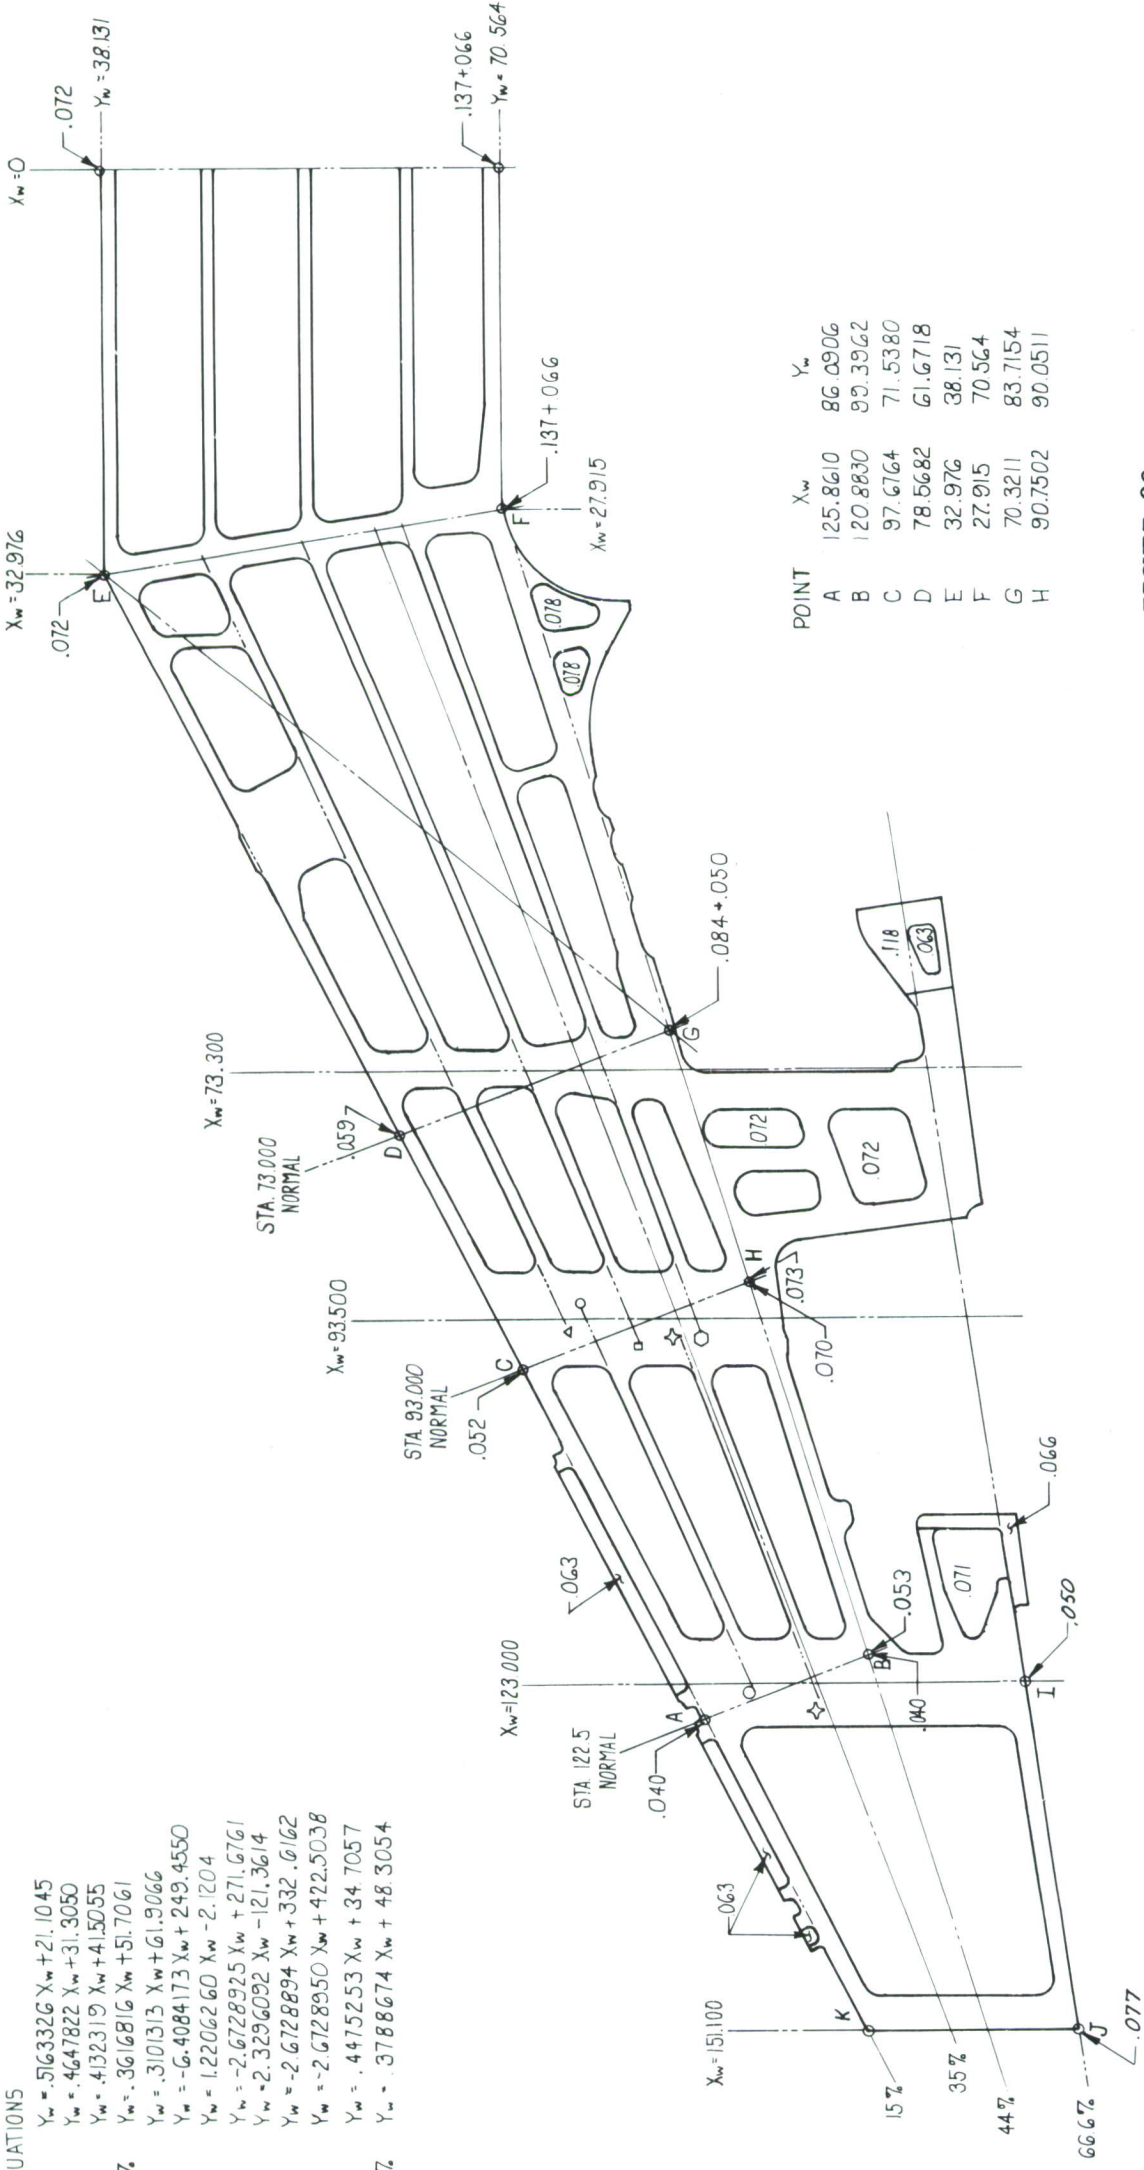 UATIONS
Yw = .5163326 Xw + 21.1045
Yw = .4647822 Xw + 31.3050
Yw = .4132319 Xw + 41.5055
% Yw = .3616816 Xw + 51.7061
Yw = .3101313 Xw + 61.9066
Yw = -6.4084173 Xw + 249.4550
Yw = 1.2206260 Xw - 2.1204
Yw = -2.6728925 Xw + 271.6761
Yw = 2.3296092 Xw - 121.3614
Yw = -2.6728894 Xw + 332.6162
Yw = -2.6728950 Xw + 422.5038
Yw = .4475253 Xw + 34.7057
% Yw = .3788674 Xw + 48.3054
Xw = 0
.072
Yw = 38.131
Xw = 32.976
.072
E
.137+.066
Yw = 70.564
.137+.066
F
Xw = 27.915
.078
.078
Xw = 73.300
STA. 73.000
NORMAL
.059
D
.084+.050
G
.118
.063
.072
.072
Xw = 93.500
STA. 93.000
NORMAL
.052
C
H
.073
.070
.063
Xw = 123.000
STA. 122.5
NORMAL
.040
A
B
.053
.040
.071
.066
.050
I
.063
Xw = 151.100
K
J
.077
15%
35%
44%
66.6%
POINT Xw Yw
A 125.8610 86.0906
B 120.8830 99.3962
C 97.6764 71.5380
D 78.5682 61.6718
E 32.976 38.131
F 27.915 70.564
G 70.3211 83.7154
H 90.7502 90.0511